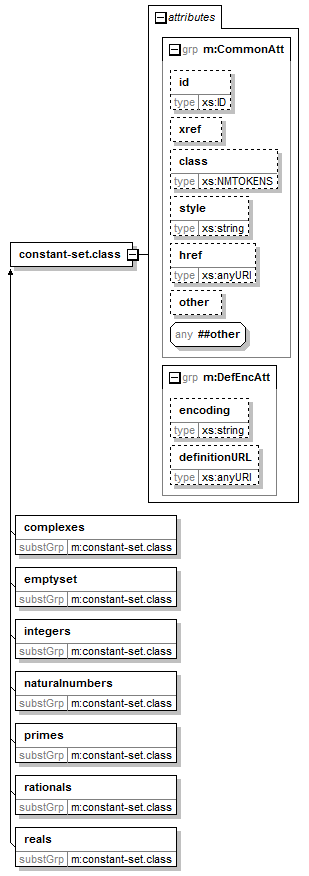 attributes
grp m:CommonAtt
id
type xs:ID
xref
class
type xs:NMTOKENS
style
type xs:string
constant-set.class
href
type xs:anyURI
other
any ##other
grp m:DefEncAtt
encoding
type xs:string
definitionURL
type xs:anyURI
complexes
substGrp m:constant-set.class
emptyset
substGrp m:constant-set.class
integers
substGrp m:constant-set.class
naturalnumbers
substGrp m:constant-set.class
primes
substGrp m:constant-set.class
rationals
substGrp m:constant-set.class
reals
substGrp m:constant-set.class